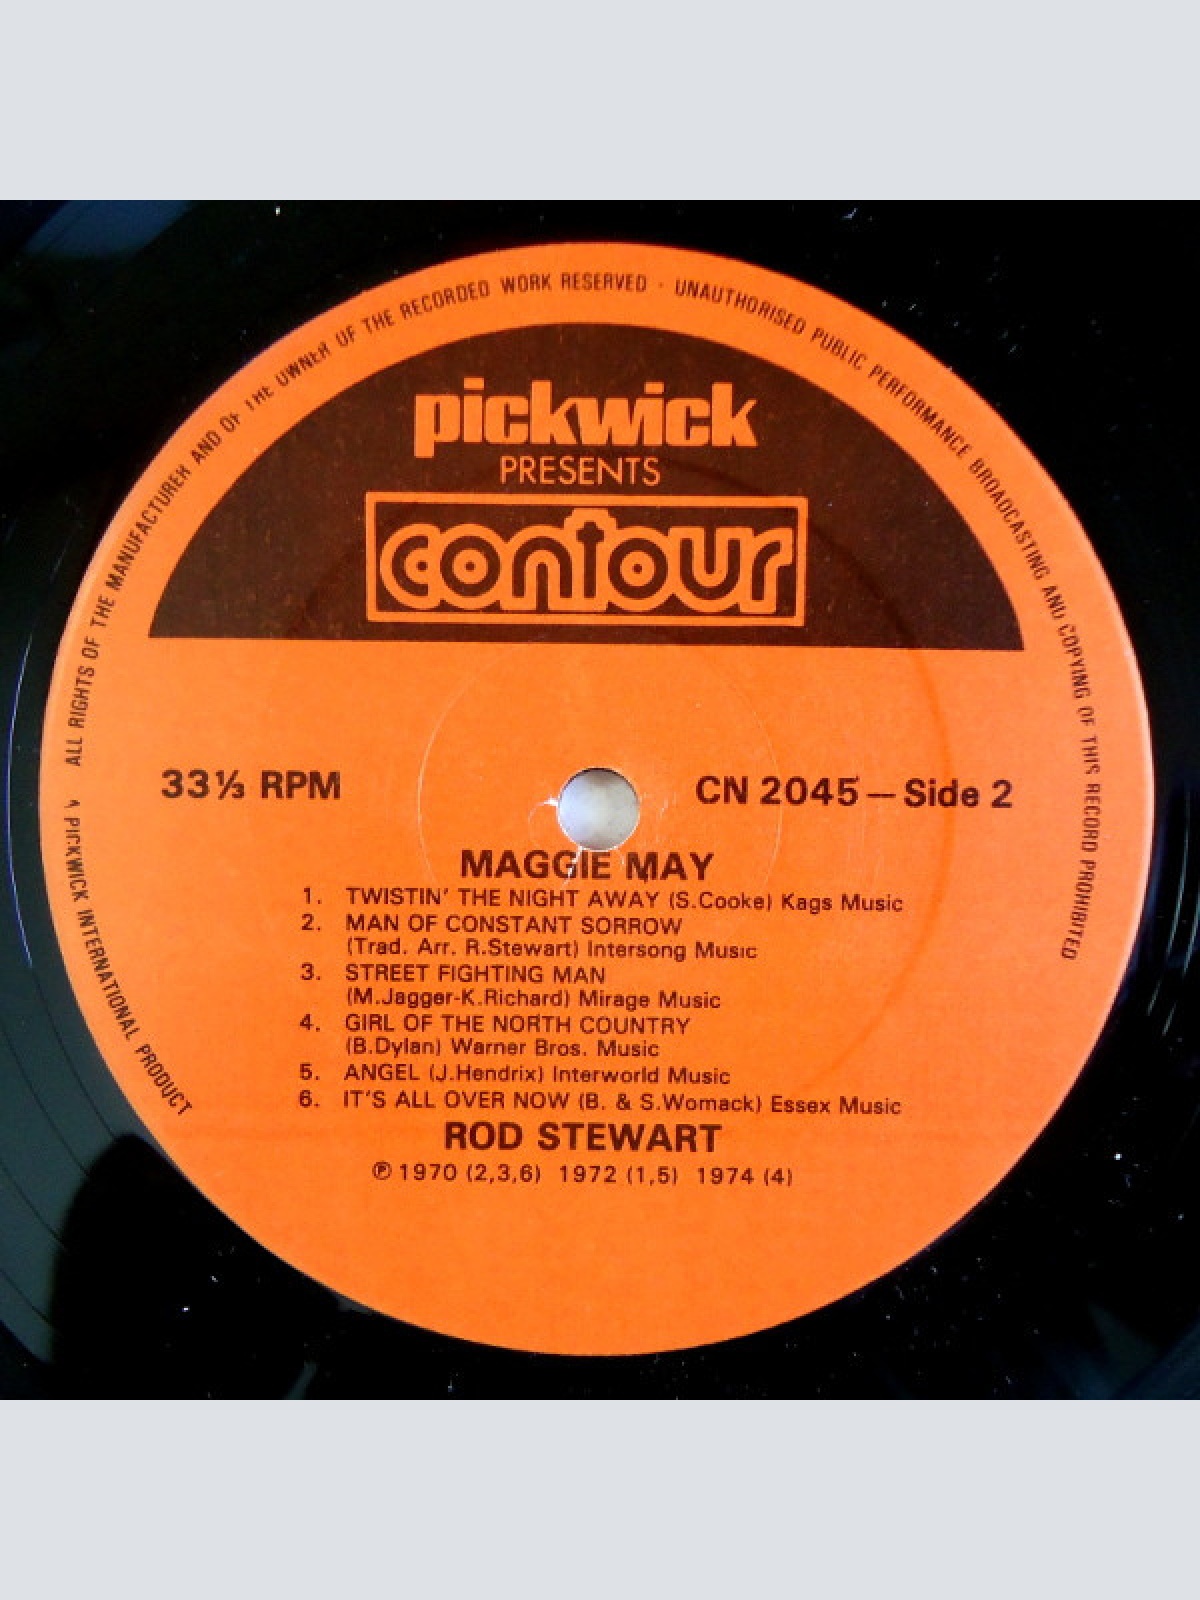 ALL RIGHTS OF THE MANUFACTURER AND OF THE OWNER OF THE RECORDED WORK RESERVED · UNAUTHORISED PUBLIC PERFORMANCE BROADCASTING AND COPYING OF THIS RECORD PROHIBITED
pickwick
PRESENTS
contour
33⅓ RPM
CN 2045 — Side 2
MAGGIE MAY
1. TWISTIN' THE NIGHT AWAY (S.Cooke) Kags Music
2. MAN OF CONSTANT SORROW
(Trad. Arr. R.Stewart) Intersong Music
3. STREET FIGHTING MAN
(M.Jagger-K.Richard) Mirage Music
4. GIRL OF THE NORTH COUNTRY
(B.Dylan) Warner Bros. Music
5. ANGEL (J.Hendrix) Interworld Music
6. IT'S ALL OVER NOW (B. & S.Womack) Essex Music
ROD STEWART
℗ 1970 (2,3,6) 1972 (1,5) 1974 (4)
A PICKWICK INTERNATIONAL PRODUCT